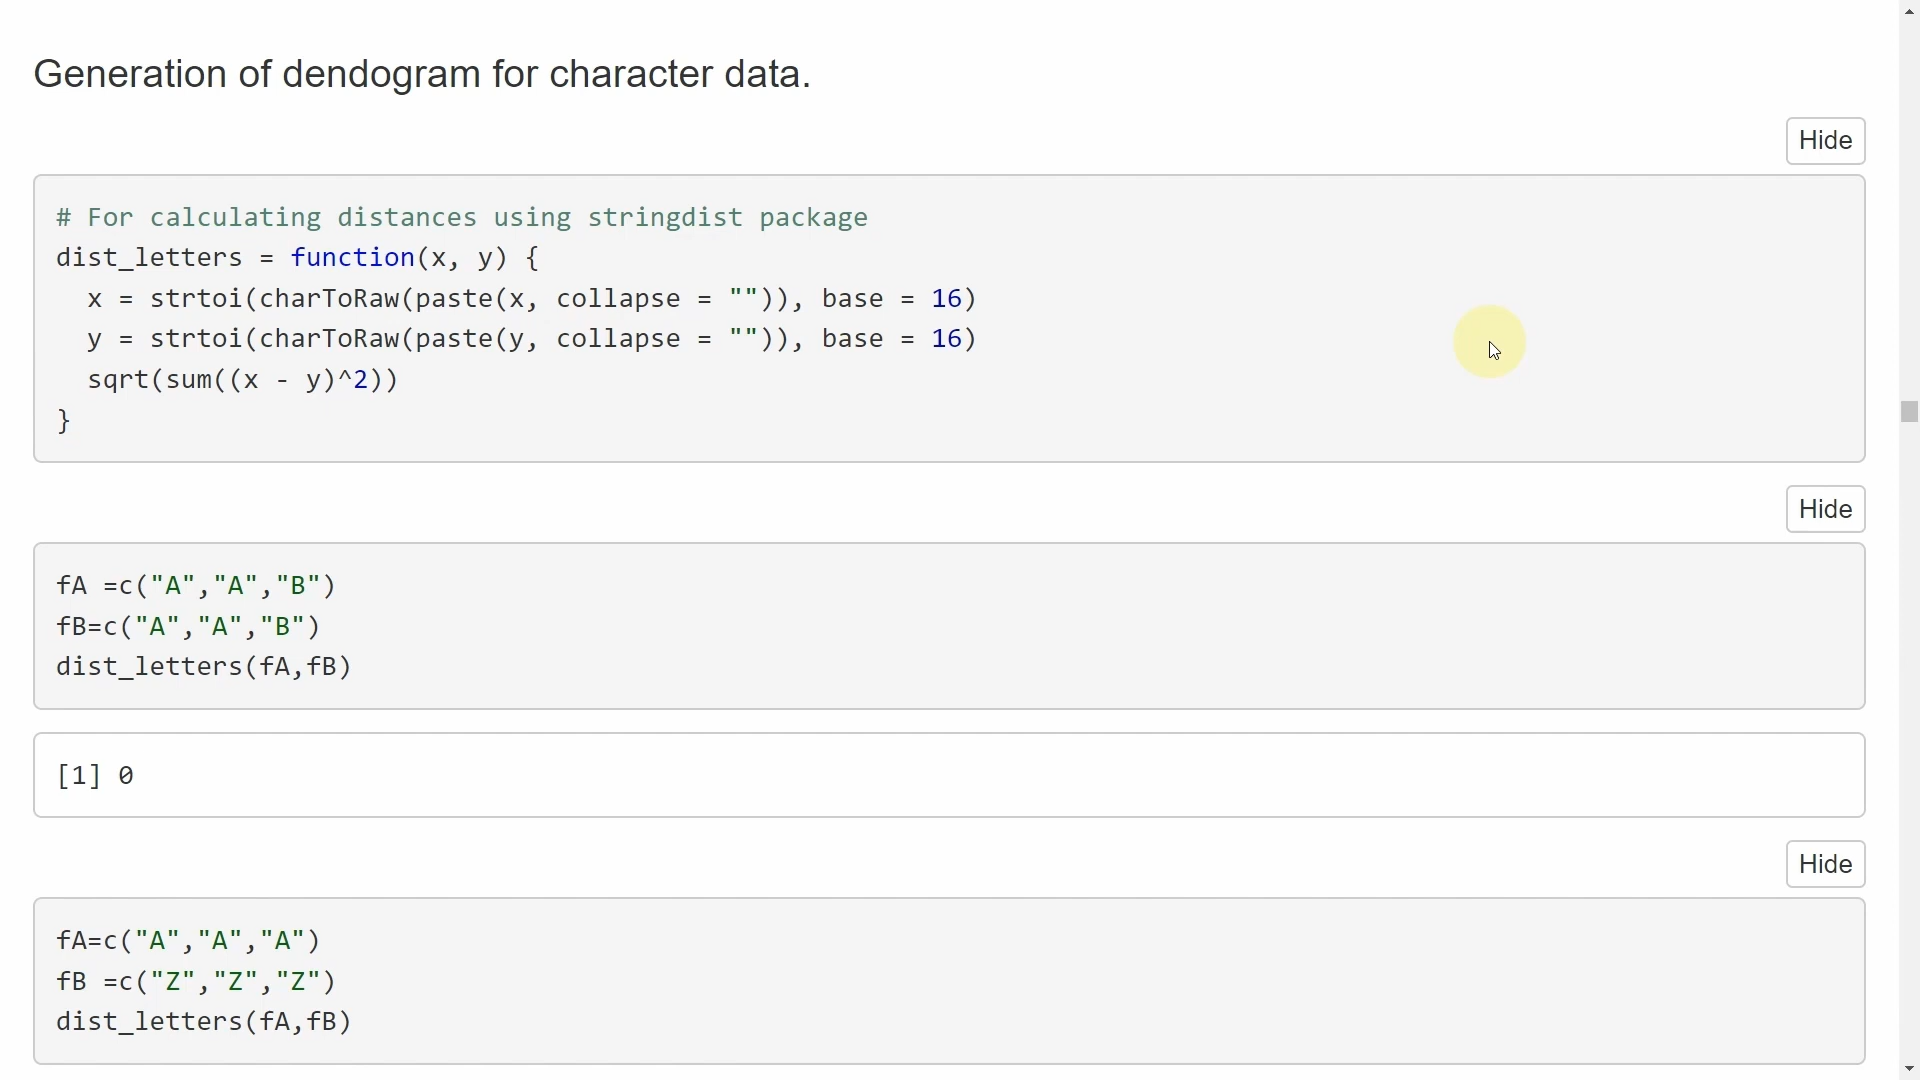 Generation of dendogram for character data.
Hide
# For calculating distances using stringdist package
dist_letters = function(x, y) {
  x = strtoi(charToRaw(paste(x, collapse = "")), base = 16)
  y = strtoi(charToRaw(paste(y, collapse = "")), base = 16)
  sqrt(sum((x - y)^2))
}
Hide
fA =c("A","A","B")
fB=c("A","A","B")
dist_letters(fA,fB)
[1] 0
Hide
fA=c("A","A","A")
fB =c("Z","Z","Z")
dist_letters(fA,fB)